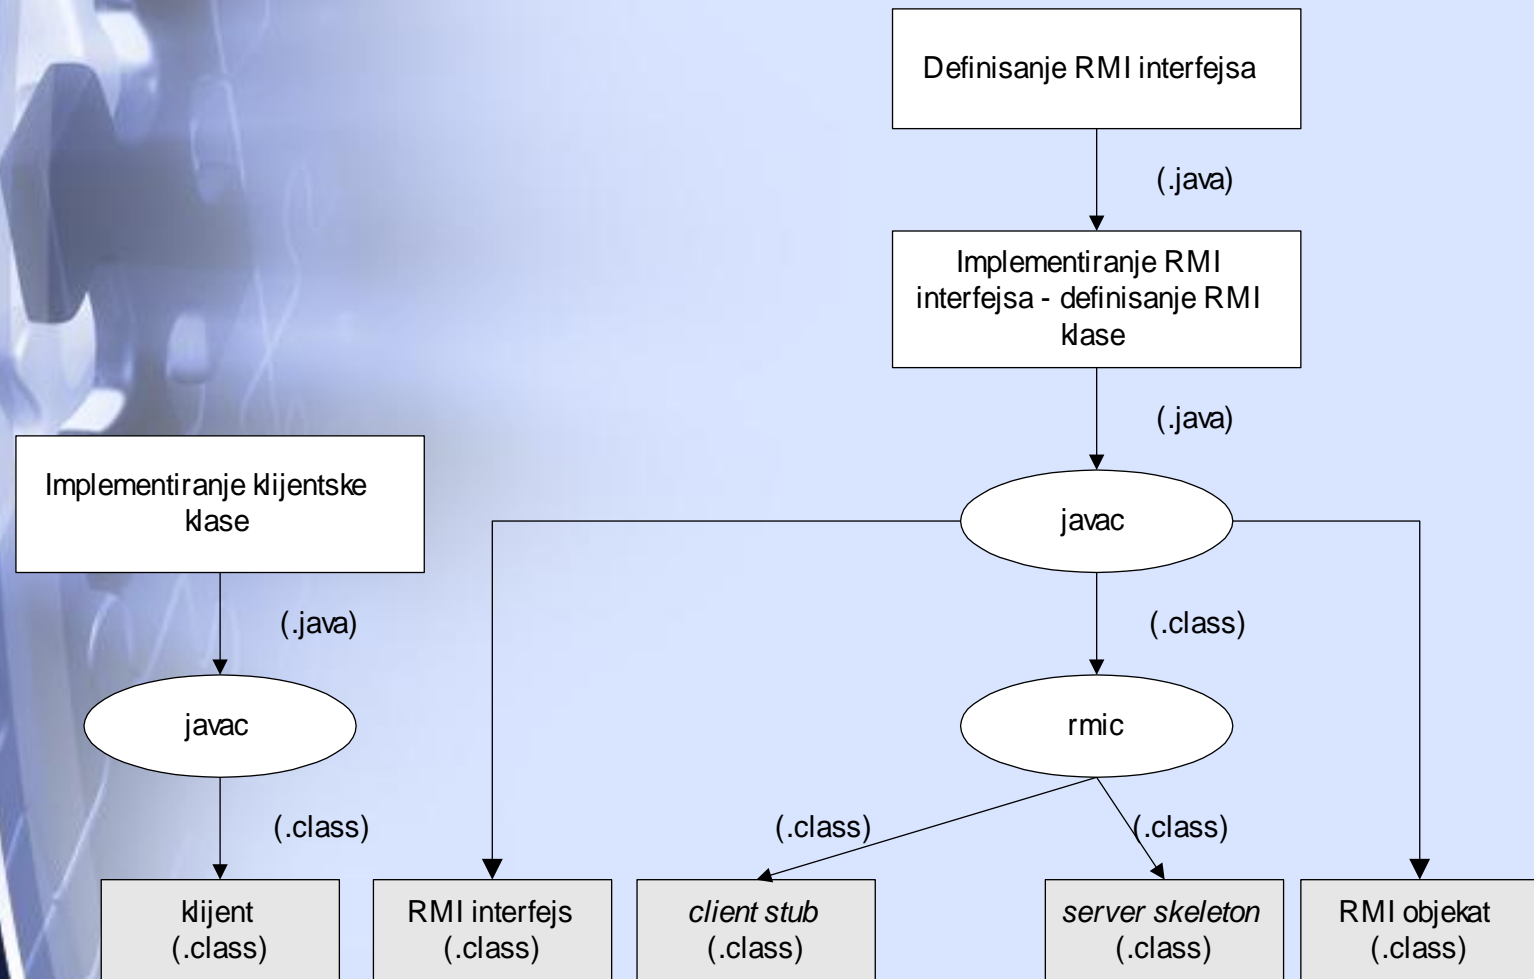 Definisanje RMI interfejsa
(.java)
Implementiranje RMI
interfejsa - definisanje RMI
klase
(.java)
Implementiranje klijentske
klase
javac
(.java)
(.class)
javac
rmic
(.class)
(.class)
(.class)
klijent
(.class)
RMI interfejs
(.class)
client stub
(.class)
server skeleton
(.class)
RMI objekat
(.class)